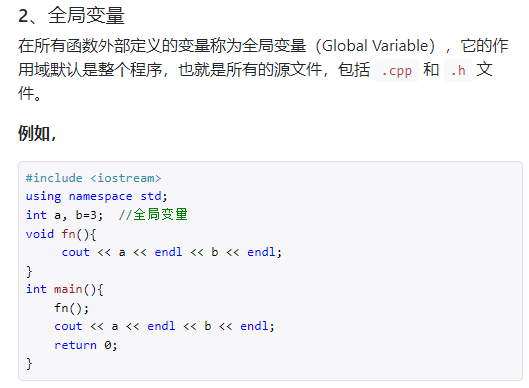 2、全局变量
在所有函数外部定义的变量称为全局变量（Global Variable），它的作
用域默认是整个程序，也就是所有的源文件，包括 .cpp 和 .h 文
件。
例如，
#include <iostream>
using namespace std;
int a, b=3;  //全局变量
void fn(){
     cout << a << endl << b << endl;
}
int main(){
    fn();
    cout << a << endl << b << endl;
    return 0;
}